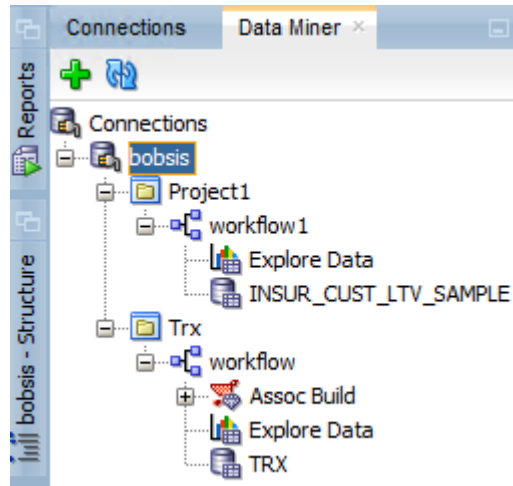 Connections Data Miner
Reports
bobsis - Structure
Connections
bobsis
Project1
workflow1
Explore Data
INSUR_CUST_LTV_SAMPLE
Trx
workflow
Assoc Build
Explore Data
TRX